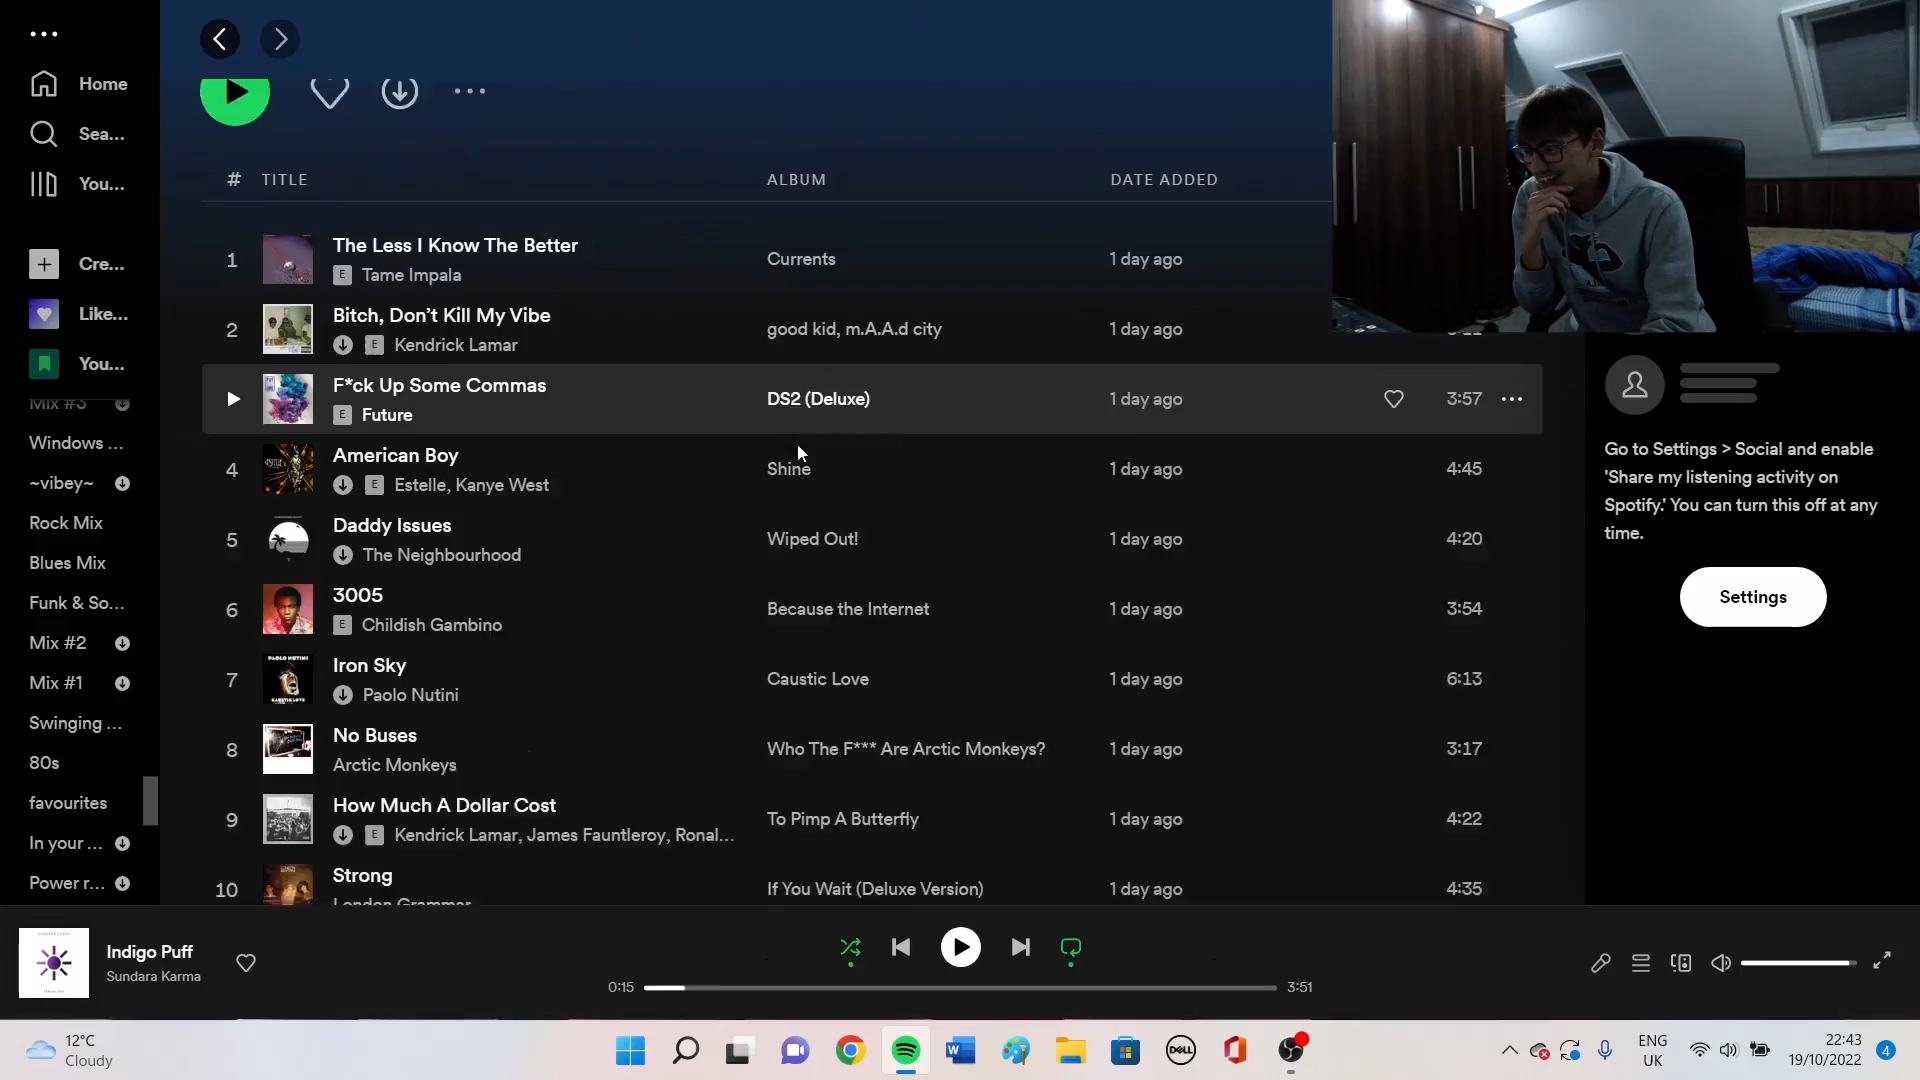 Home
Sea...
You...
Cre...
Like...
You...
Mix #3
Windows ...
~vibey~
Rock Mix
Blues Mix
Funk & So...
Mix #2
Mix #1
Swinging ...
80s
favourites
In your ...
Power r...
# TITLE ALBUM DATE ADDED
1 The Less I Know The Better Currents 1 day ago
E Tame Impala
2 Bitch, Don't Kill My Vibe good kid, m.A.A.d city 1 day ago
E Kendrick Lamar
F*ck Up Some Commas DS2 (Deluxe) 1 day ago 3:57
E Future
4 American Boy Shine 1 day ago 4:45
E Estelle, Kanye West
5 Daddy Issues Wiped Out! 1 day ago 4:20
The Neighbourhood
6 3005 Because the Internet 1 day ago 3:54
E Childish Gambino
7 Iron Sky Caustic Love 1 day ago 6:13
Paolo Nutini
8 No Buses Who The F*** Are Arctic Monkeys? 1 day ago 3:17
Arctic Monkeys
9 How Much A Dollar Cost To Pimp A Butterfly 1 day ago 4:22
E Kendrick Lamar, James Fauntleroy, Ronal...
10 Strong If You Wait (Deluxe Version) 1 day ago 4:35
London Grammar
Go to Settings > Social and enable
'Share my listening activity on
Spotify.' You can turn this off at any
time.
Settings
Indigo Puff
Sundara Karma
0:15 3:51
12°C
Cloudy
DELL
ENG
UK
22:43
19/10/2022
4